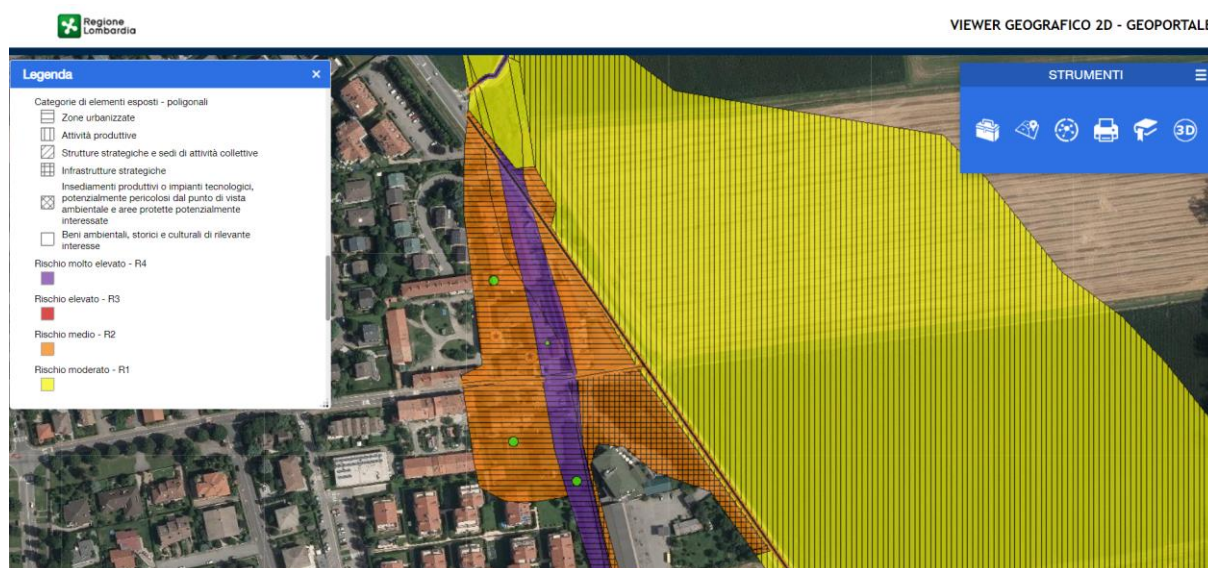 Regione
Lombardia
VIEWER GEOGRAFICO 2D - GEOPORTALE
Legenda
×
Categorie di elementi esposti - poligonali
Zone urbanizzate
Attività produttive
Strutture strategiche e sedi di attività collettive
Infrastrutture strategiche
Insediamenti produttivi o impianti tecnologici,
potenzialmente pericolosi dal punto di vista
ambientale e aree protette potenzialmente
interessate
Beni ambientali, storici e culturali di rilevante
interesse
Rischio molto elevato - R4
Rischio elevato - R3
Rischio medio - R2
Rischio moderato - R1
STRUMENTI
3D